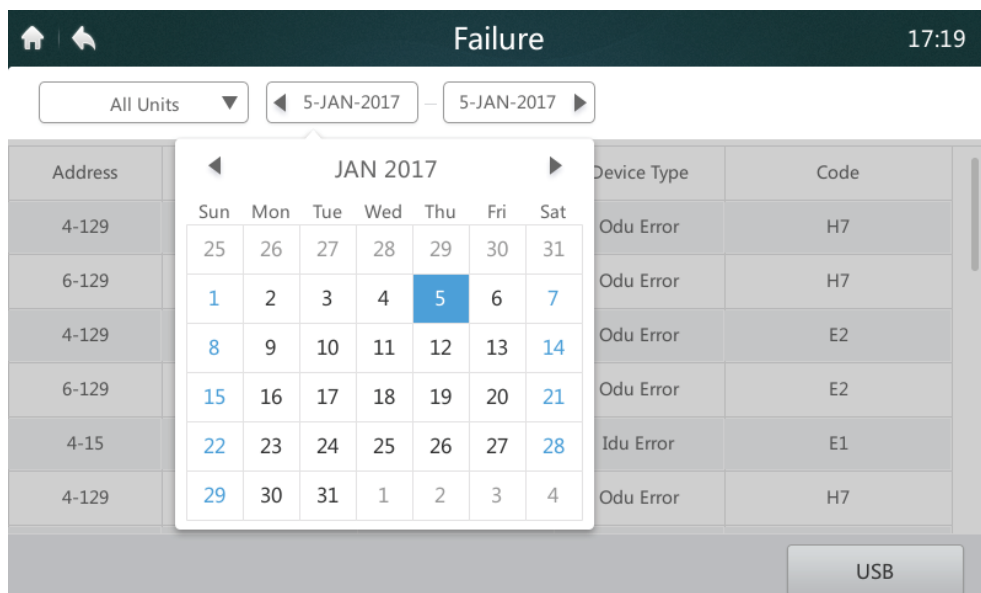 Failure 17:19
All Units 5-JAN-2017 – 5-JAN-2017
JAN 2017
Sun Mon Tue Wed Thu Fri Sat
25 26 27 28 29 30 31
1 2 3 4 5 6 7
8 9 10 11 12 13 14
15 16 17 18 19 20 21
22 23 24 25 26 27 28
29 30 31 1 2 3 4
Address Device Type Code
4-129 Odu Error H7
6-129 Odu Error H7
4-129 Odu Error E2
6-129 Odu Error E2
4-15 Idu Error E1
4-129 Odu Error H7
USB